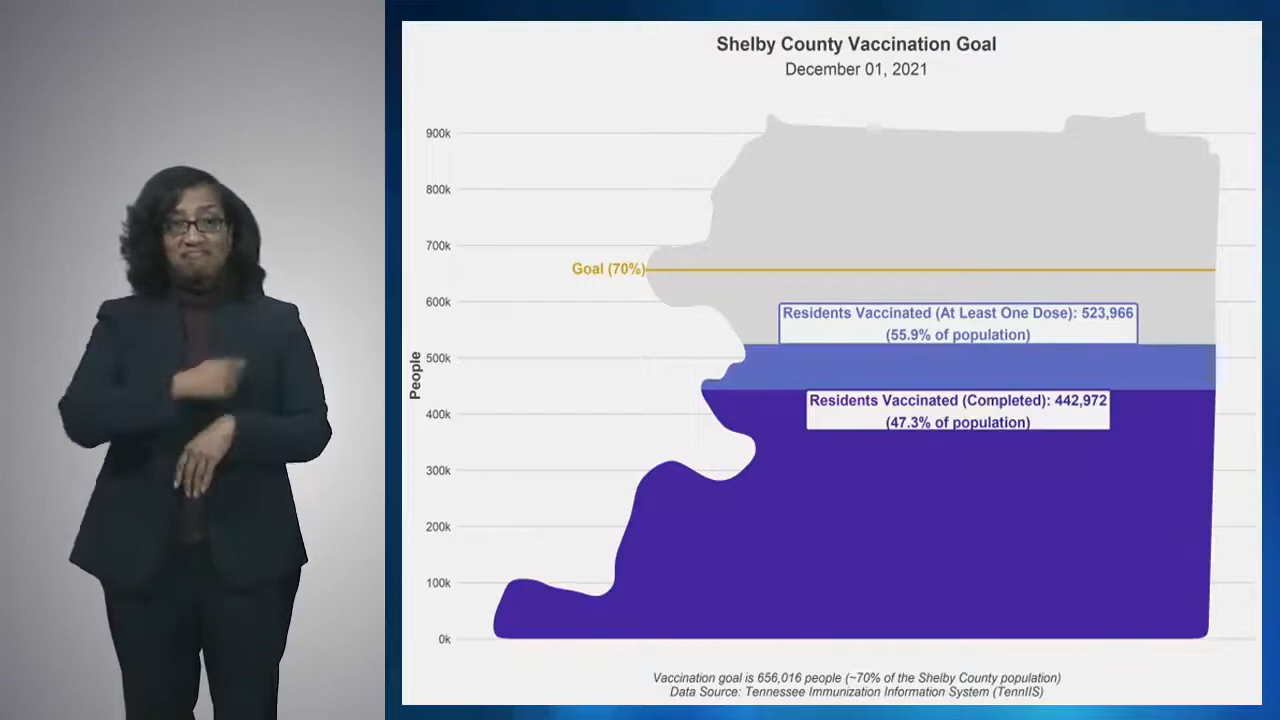 Shelby County Vaccination Goal
December 01, 2021
900k
800k
700k
Goal (70%)
600k
Residents Vaccinated (At Least One Dose): 523,966
(55.9% of population)
500k
People
Residents Vaccinated (Completed): 442,972
(47.3% of population)
400k
300k
200k
100k
0k
Vaccination goal is 656,016 people (~70% of the Shelby County population)
Data Source: Tennessee Immunization Information System (TennIIS)